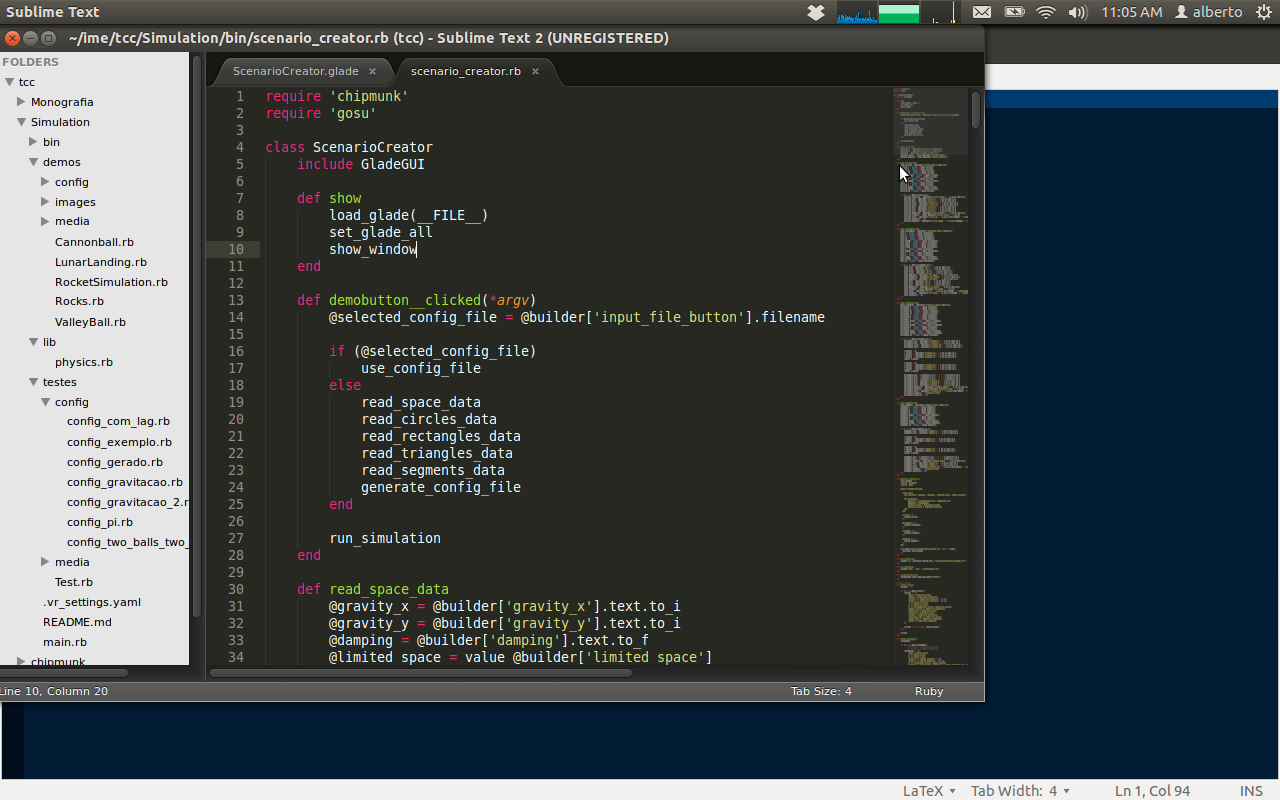 Sublime Text
11:05 AM
alberto
~/ime/tcc/Simulation/bin/scenario_creator.rb (tcc) - Sublime Text 2 (UNREGISTERED)
FOLDERS
tcc
Monografia
Simulation
bin
demos
config
images
media
Cannonball.rb
LunarLanding.rb
RocketSimulation.rb
Rocks.rb
ValleyBall.rb
lib
physics.rb
testes
config
config_com_lag.rb
config_exemplo.rb
config_gerado.rb
config_gravitacao.rb
config_gravitacao_2.r
config_pi.rb
config_two_balls_two_
media
Test.rb
.vr_settings.yaml
README.md
main.rb
chipmunk
ScenarioCreator.glade ×
scenario_creator.rb ×
1 require 'chipmunk'
2 require 'gosu'
3
4 class ScenarioCreator
5 include GladeGUI
6
7 def show
8 load_glade(__FILE__)
9 set_glade_all
10 show_window
11 end
12
13 def demobutton__clicked(*argv)
14 @selected_config_file = @builder['input_file_button'].filename
15
16 if (@selected_config_file)
17 use_config_file
18 else
19 read_space_data
20 read_circles_data
21 read_rectangles_data
22 read_triangles_data
23 read_segments_data
24 generate_config_file
25 end
26
27 run_simulation
28 end
29
30 def read_space_data
31 @gravity_x = @builder['gravity_x'].text.to_i
32 @gravity_y = @builder['gravity_y'].text.to_i
33 @damping = @builder['damping'].text.to_f
34 @limited_space = value @builder['limited_space']
Line 10, Column 20
Tab Size: 4
Ruby
LaTeX
Tab Width: 4
Ln 1, Col 94
INS